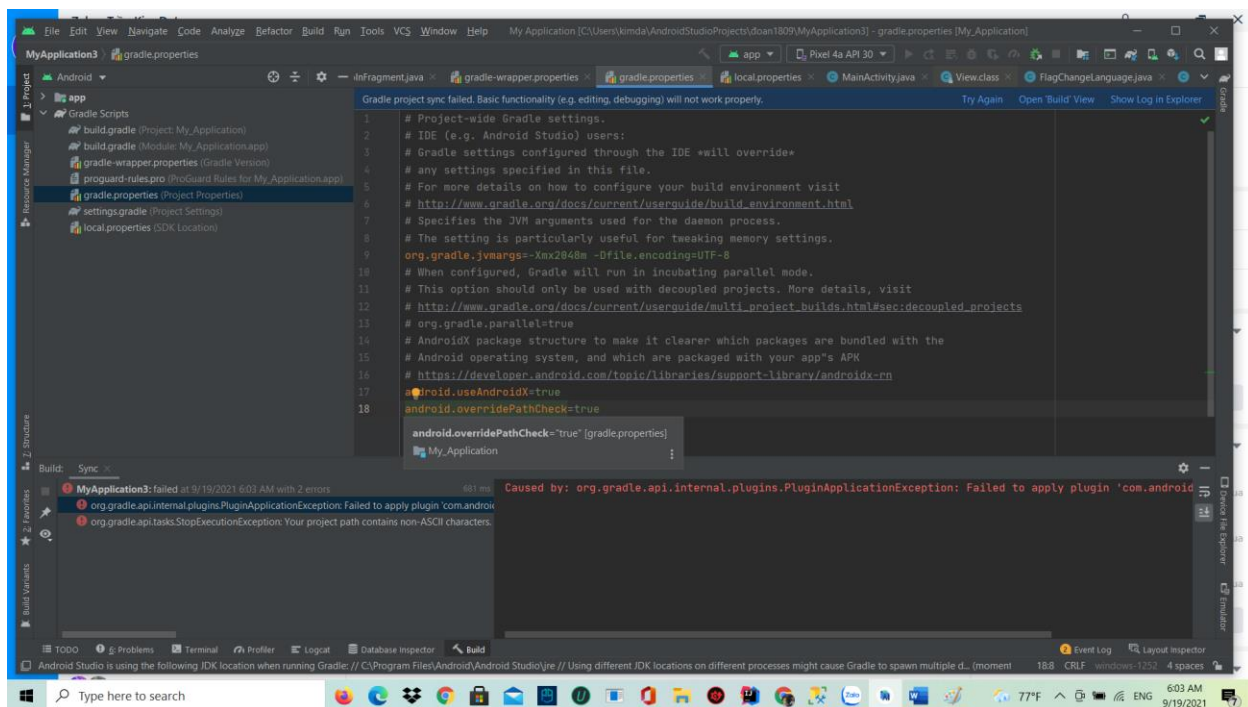 File Edit View Navigate Code Analyze Refactor Build Run Tools VCS Window Help My Application [C:\Users\kimda\AndroidStudioProjects\doan1809\MyApplication3] - gradle.properties [My_Application]
MyApplication3 gradle.properties app Pixel 4a API 30
1: Project
Android
InFragment.java gradle-wrapper.properties gradle.properties local.properties MainActivity.java View.class FlagChangeLanguage.java
Gradle
app
Gradle Scripts
build.gradle (Project: My_Application)
build.gradle (Module: My_Application.app)
gradle-wrapper.properties (Gradle Version)
proguard-rules.pro (ProGuard Rules for My_Application.app)
gradle.properties (Project Properties)
settings.gradle (Project Settings)
local.properties (SDK Location)
Resource Manager
Gradle project sync failed. Basic functionality (e.g. editing, debugging) will not work properly. Try Again Open 'Build' View Show Log in Explorer
1 # Project-wide Gradle settings.
2 # IDE (e.g. Android Studio) users:
3 # Gradle settings configured through the IDE *will override*
4 # any settings specified in this file.
5 # For more details on how to configure your build environment visit
6 # http://www.gradle.org/docs/current/userguide/build_environment.html
7 # Specifies the JVM arguments used for the daemon process.
8 # The setting is particularly useful for tweaking memory settings.
9 org.gradle.jvmargs=-Xmx2048m -Dfile.encoding=UTF-8
10 # When configured, Gradle will run in incubating parallel mode.
11 # This option should only be used with decoupled projects. More details, visit
12 # http://www.gradle.org/docs/current/userguide/multi_project_builds.html#sec:decoupled_projects
13 # org.gradle.parallel=true
14 # AndroidX package structure to make it clearer which packages are bundled with the
15 # Android operating system, and which are packaged with your app"s APK
16 # https://developer.android.com/topic/libraries/support-library/androidx-rn
17 android.useAndroidX=true
18 android.overridePathCheck=true
android.overridePathCheck="true" [gradle.properties]
My_Application
Z: Structure
2: Favorites
Build Variants
Build: Sync
MyApplication3: failed at 9/19/2021 6:03 AM with 2 errors 681 ms
org.gradle.api.internal.plugins.PluginApplicationException: Failed to apply plugin 'com.androi
org.gradle.api.tasks.StopExecutionException: Your project path contains non-ASCII characters.
Caused by: org.gradle.api.internal.plugins.PluginApplicationException: Failed to apply plugin 'com.android
Device File Explorer
Emulator
TODO 6: Problems Terminal Profiler Logcat Database Inspector Build 2 Event Log Layout Inspector
Android Studio is using the following JDK location when running Gradle: // C:\Program Files\Android\Android Studio\jre // Using different JDK locations on different processes might cause Gradle to spawn multiple d... (moment 18:8 CRLF windows-1252 4 spaces
Type here to search Zalo 77°F ENG 6:03 AM
9/19/2021